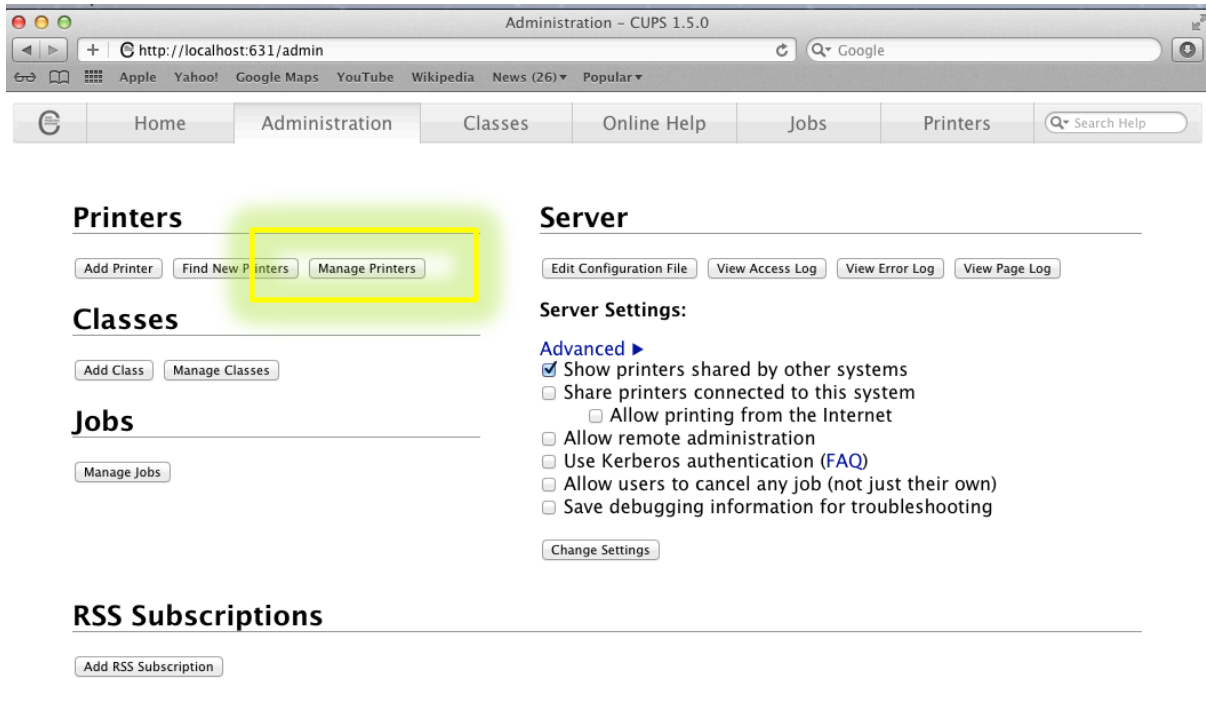 Administration – CUPS 1.5.0
http://localhost:631/admin
Google
Apple Yahoo! Google Maps YouTube Wikipedia News (26) Popular
Home Administration Classes Online Help Jobs Printers Search Help
Printers
Add Printer Find New Printers Manage Printers
Classes
Add Class Manage Classes
Jobs
Manage Jobs
Server
Edit Configuration File View Access Log View Error Log View Page Log
Server Settings:
Advanced
Show printers shared by other systems
Share printers connected to this system
Allow printing from the Internet
Allow remote administration
Use Kerberos authentication (FAQ)
Allow users to cancel any job (not just their own)
Save debugging information for troubleshooting
Change Settings
RSS Subscriptions
Add RSS Subscription